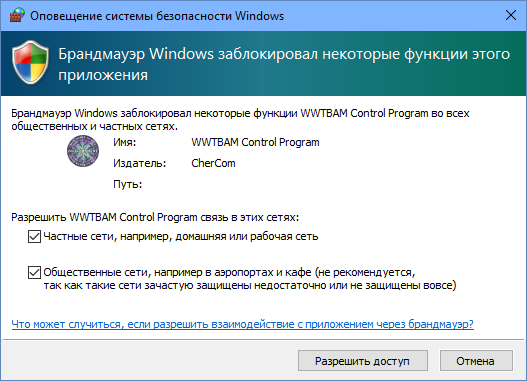 Оповещение системы безопасности Windows
Брандмауэр Windows заблокировал некоторые функции этого
приложения
Брандмауэр Windows заблокировал некоторые функции WWTBAM Control Program во всех
общественных и частных сетях.
Имя: WWTBAM Control Program
Издатель: CherCom
Путь:
Разрешить WWTBAM Control Program связь в этих сетях:
Частные сети, например, домашняя или рабочая сеть
Общественные сети, например в аэропортах и кафе (не рекомендуется,
так как такие сети зачастую защищены недостаточно или не защищены вовсе)
Что может случиться, если разрешить взаимодействие с приложением через брандмауэр?
Разрешить доступ Отмена